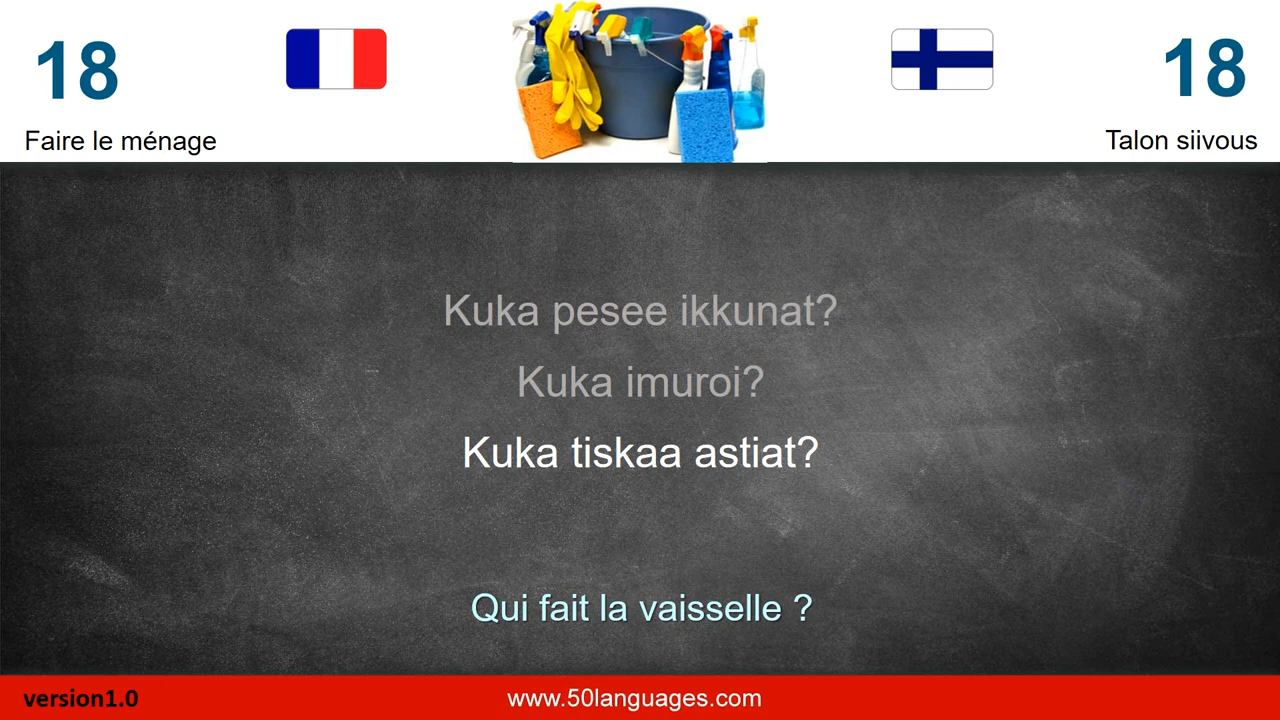 18
18
Faire le ménage
Talon siivous
Kuka pesee ikkunat?
Kuka imuroi?
Kuka tiskaa astiat?
Qui fait la vaisselle ?
version1.0
www.50languages.com